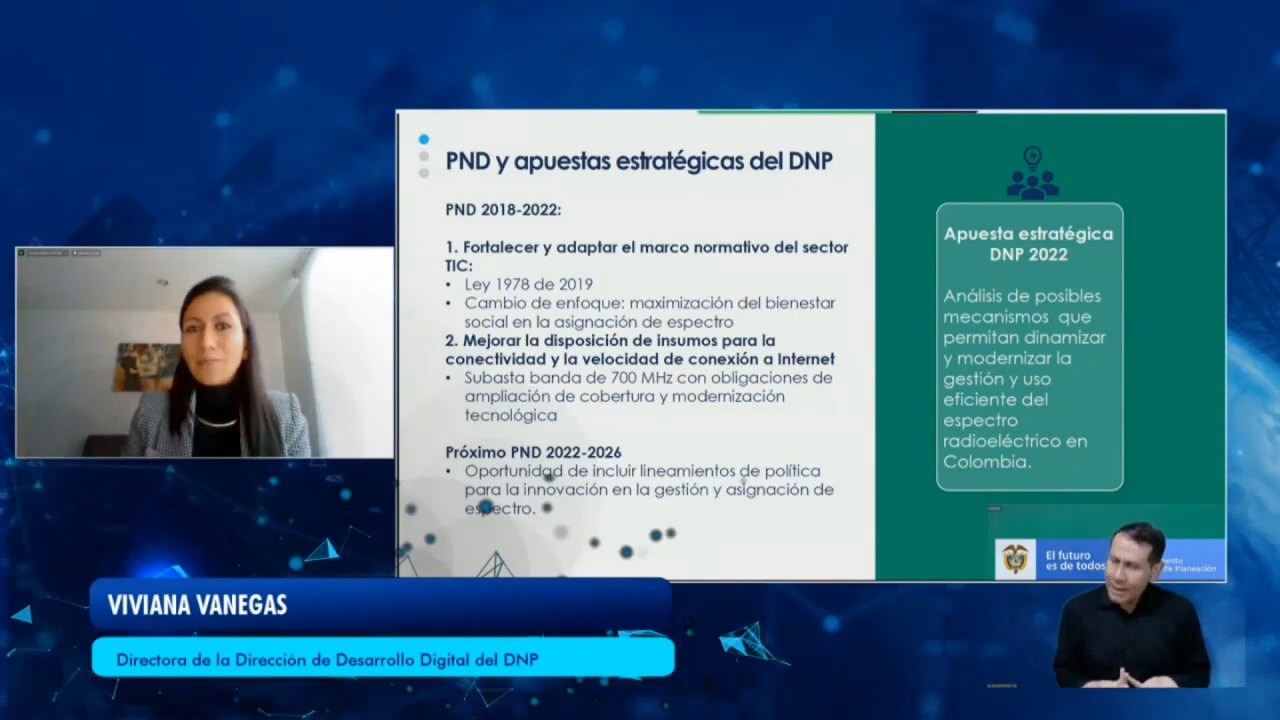 PND y apuestas estratégicas del DNP
PND 2018-2022:
1. Fortalecer y adaptar el marco normativo del sector
TIC:
• Ley 1978 de 2019
• Cambio de enfoque: maximización del bienestar
social en la asignación de espectro
2. Mejorar la disposición de insumos para la
conectividad y la velocidad de conexión a Internet
• Subasta banda de 700 MHz con obligaciones de
ampliación de cobertura y modernización
tecnológica
Próximo PND 2022-2026
• Oportunidad de incluir lineamientos de política
para la innovación en la gestión y asignación de
espectro.
Apuesta estratégica
DNP 2022
Análisis de posibles
mecanismos que
permitan dinamizar
y modernizar la
gestión y uso
eficiente del
espectro
radioeléctrico en
Colombia.
El futuro
es de todos
de Planeación
VIVIANA VANEGAS
Directora de la Dirección de Desarrollo Digital del DNP